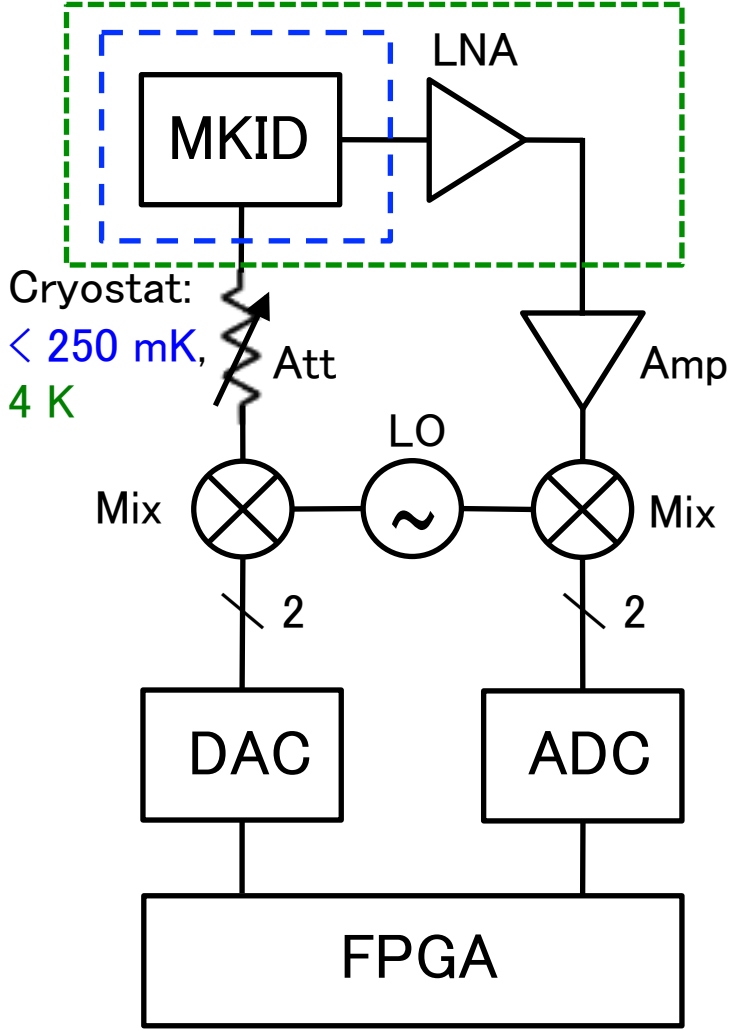 LNA
MKID
Cryostat:
< 250 mK,
4 K
Att
Amp
LO
Mix
~
Mix
2
2
DAC
ADC
FPGA